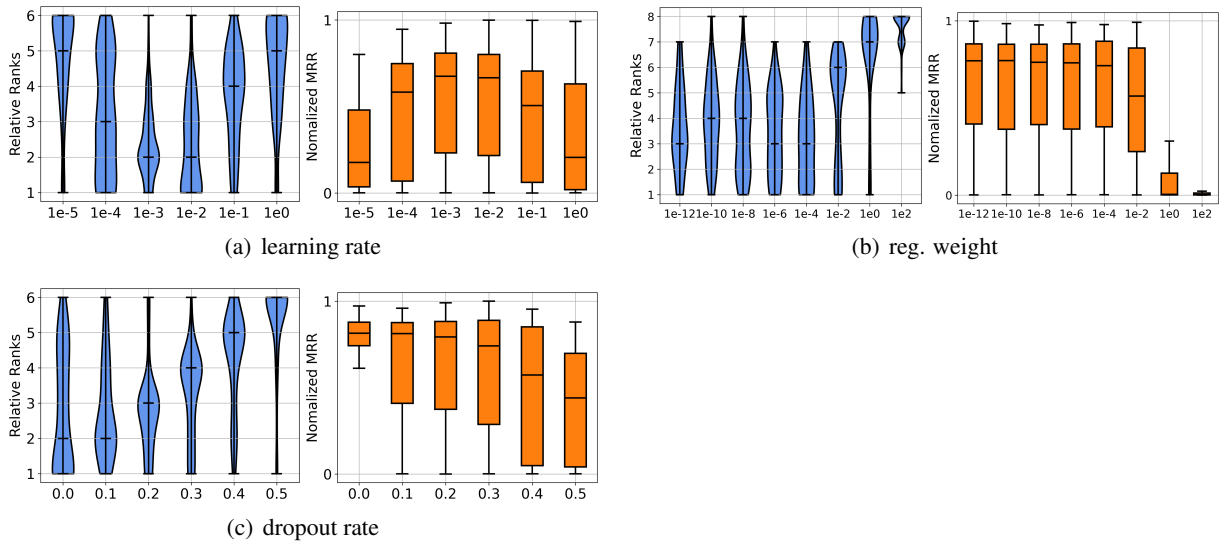 Relative Ranks
6
5
4
3
2
1
1e-5 1e-4 1e-3 1e-2 1e-1 1e0
Nomalized MRR
1
0
1e-5 1e-4 1e-3 1e-2 1e-1 1e0
(a) learning rate
Relative Ranks
8
7
6
5
4
3
2
1
1e-12 1e-10 1e-8 1e-6 1e-4 1e-2 1e0 1e2
Nomalized MRR
1
0
1e-12 1e-10 1e-8 1e-6 1e-4 1e-2 1e0 1e2
(b) reg. weight
Relative Ranks
6
5
4
3
2
1
0.0 0.1 0.2 0.3 0.4 0.5
Nomalized MRR
1
0
0.0 0.1 0.2 0.3 0.4 0.5
(c) dropout rate